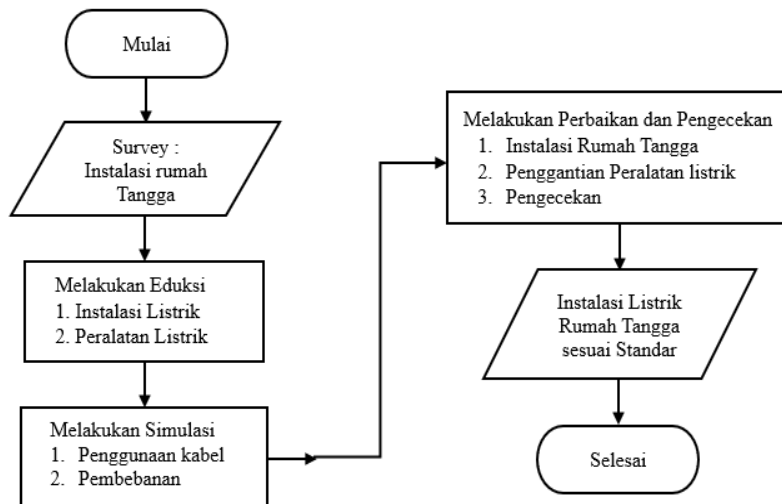 Mulai
Survey :
Instalasi rumah
Tangga
Melakukan Eduksi
1. Instalasi Listrik
2. Peralatan Listrik
Melakukan Simulasi
1. Penggunaan kabel
2. Pembebanan
Melakukan Perbaikan dan Pengecekan
1. Instalasi Rumah Tangga
2. Penggantian Peralatan listrik
3. Pengecekan
Instalasi Listrik
Rumah Tangga
sesuai Standar
Selesai